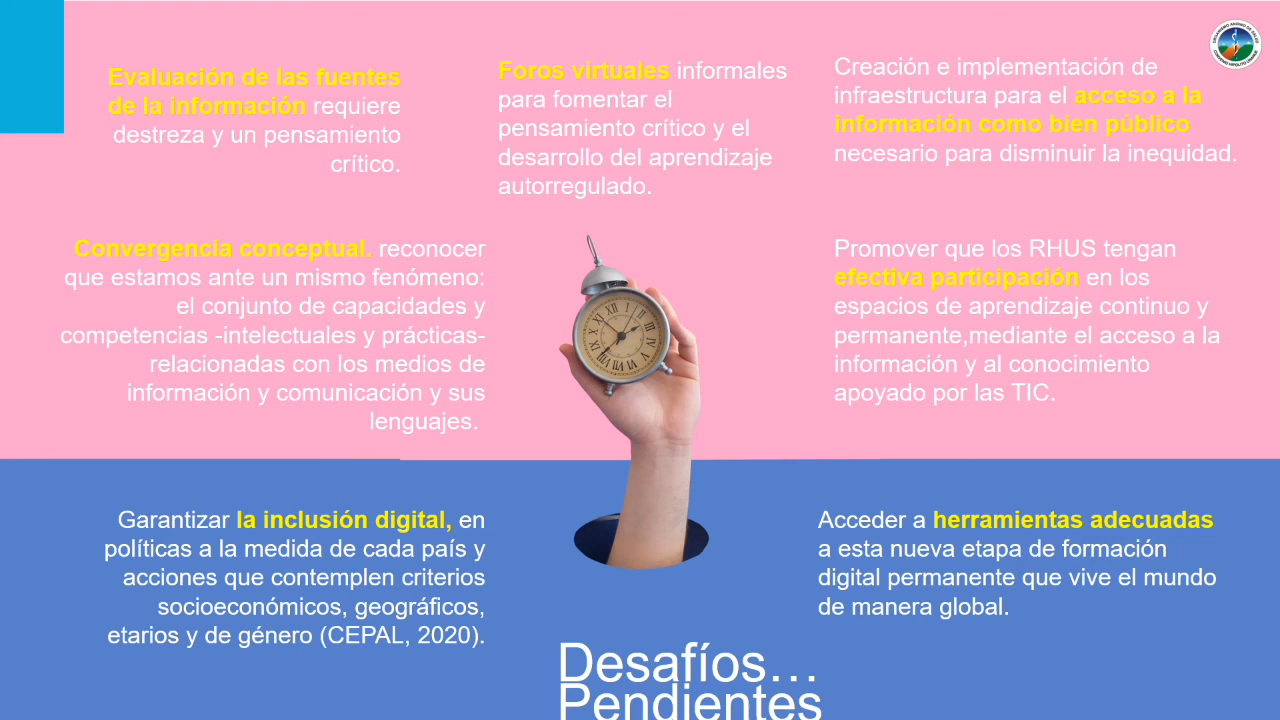 Evaluación de las fuentes
de la información requiere
destreza y un pensamiento
crítico.
Foros virtuales informales
para fomentar el
pensamiento crítico y el
desarrollo del aprendizaje
autorregulado.
Creación e implementación de
infraestructura para el acceso a la
información como bien público
necesario para disminuir la inequidad.
Convergencia conceptual. reconocer
que estamos ante un mismo fenómeno:
el conjunto de capacidades y
competencias -intelectuales y prácticas-
relacionadas con los medios de
información y comunicación y sus
lenguajes.
Promover que los RHUS tengan
efectiva participación en los
espacios de aprendizaje continuo y
permanente,mediante el acceso a la
información y al conocimiento
apoyado por las TIC.
Garantizar la inclusión digital, en
políticas a la medida de cada país y
acciones que contemplen criterios
socioeconómicos, geográficos,
etarios y de género (CEPAL, 2020).
Acceder a herramientas adecuadas
a esta nueva etapa de formación
digital permanente que vive el mundo
de manera global.
Desafíos…
Pendientes